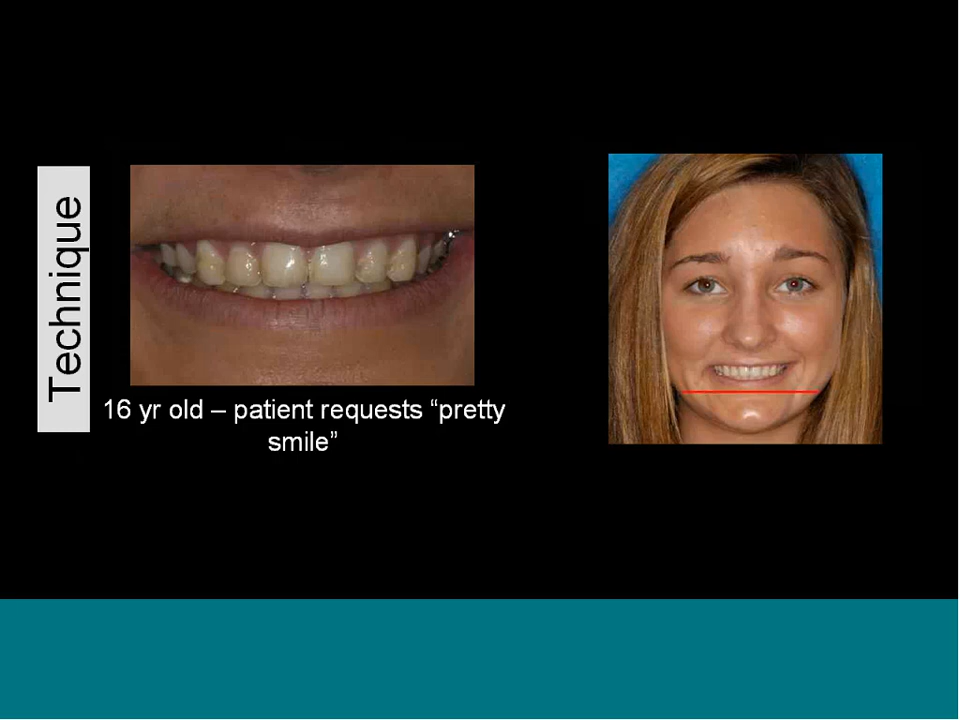 Technique
16 yr old – patient requests “pretty
smile”